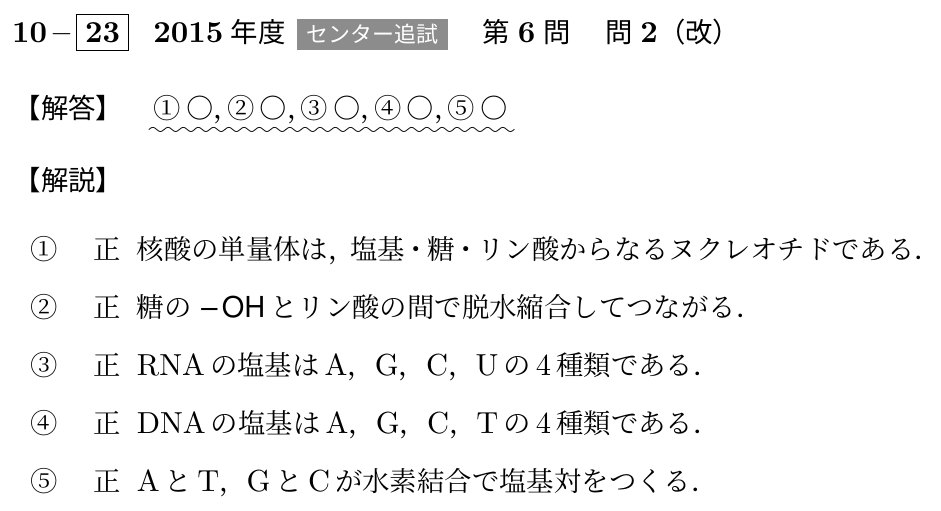 10－23 2015 年度 センター追試 第 6 問 問 2（改）
【解答】 ① ○, ② ○, ③ ○, ④ ○, ⑤ ○
【解説】
① 正 核酸の単量体は，塩基・糖・リン酸からなるヌクレオチドである．
② 正 糖の －OH とリン酸の間で脱水縮合してつながる．
③ 正 RNA の塩基は A，G，C，U の 4 種類である．
④ 正 DNA の塩基は A，G，C，T の 4 種類である．
⑤ 正 A と T，G と C が水素結合で塩基対をつくる．